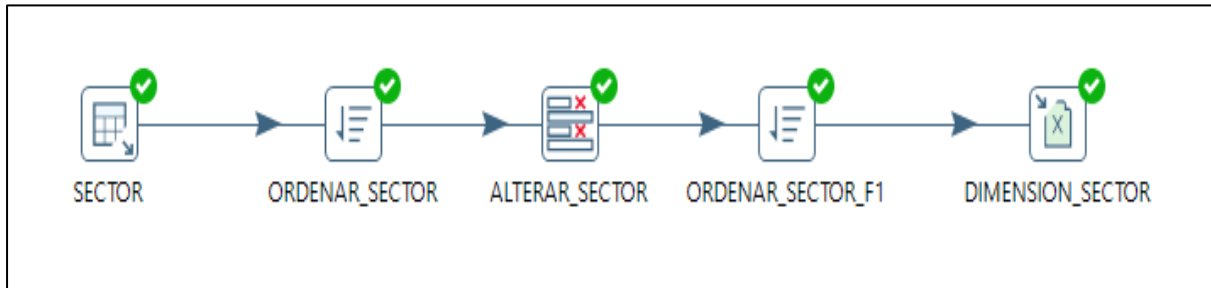 SECTOR
ORDENAR_SECTOR
ALTERAR_SECTOR
ORDENAR_SECTOR_F1
DIMENSION_SECTOR